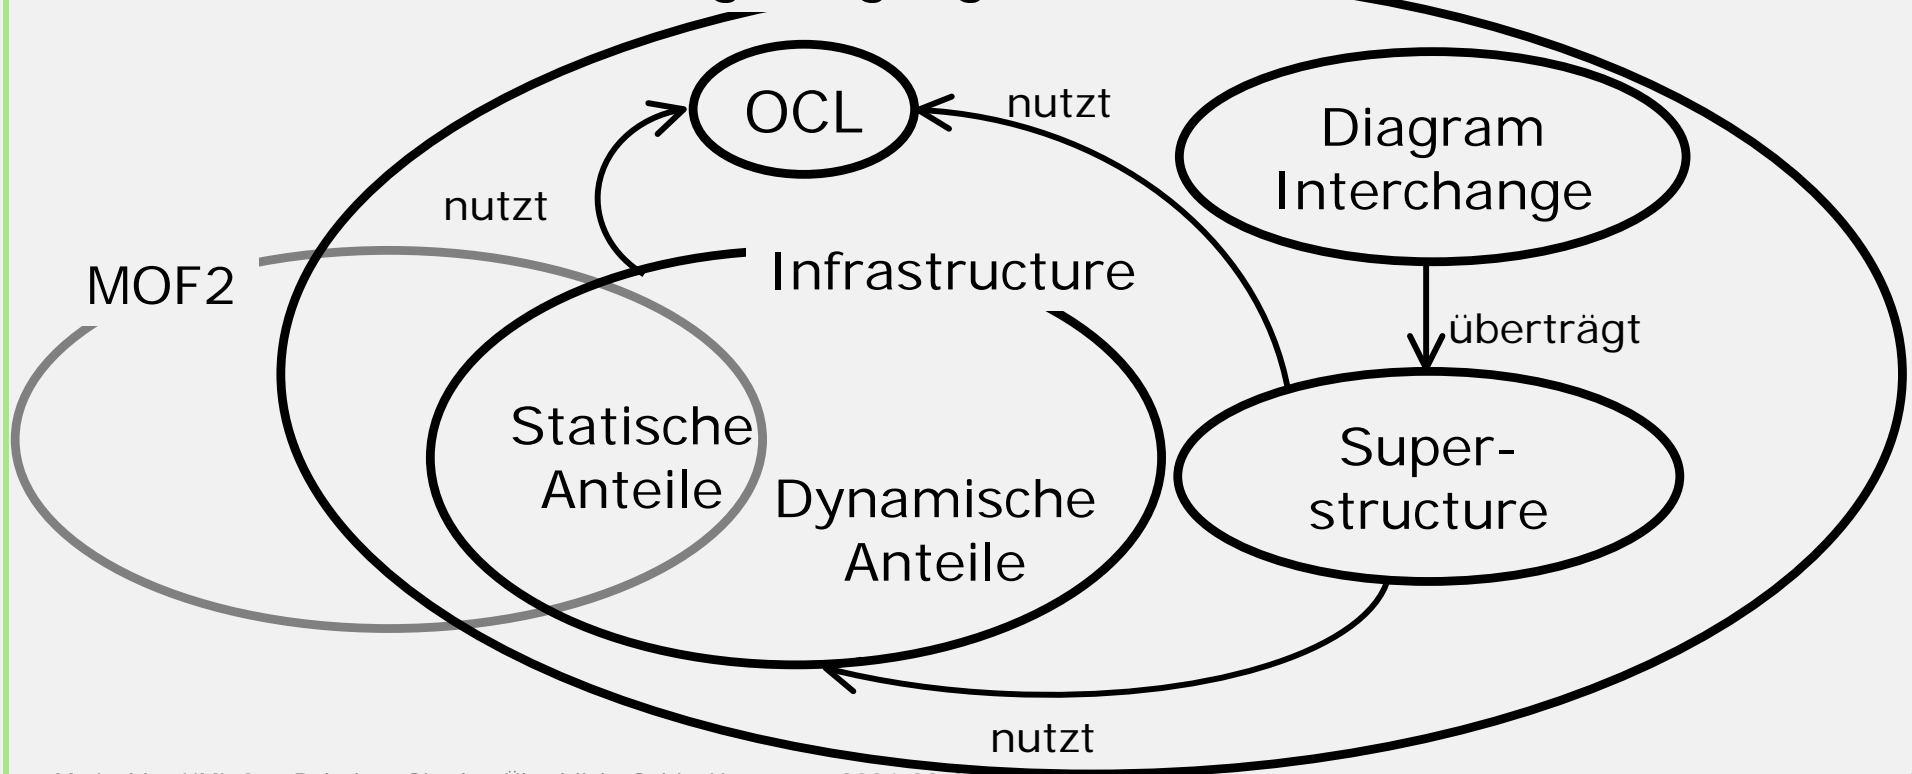 OCL
nutzt
Diagram
Interchange
nutzt
MOF2
Infrastructure
überträgt
Statische
Anteile
Dynamische
Anteile
Super-
structure
nutzt